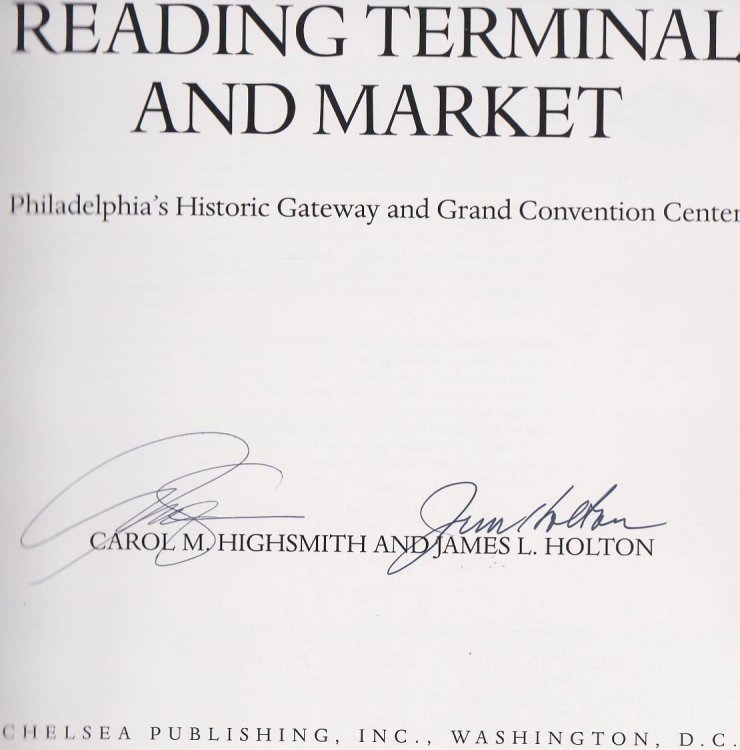 READING TERMINAL
AND MARKET
Philadelphia's Historic Gateway and Grand Convention Center
Jim Holton
CAROL M. HIGHSMITH AND JAMES L. HOLTON
CHELSEA PUBLISHING, INC., WASHINGTON, D.C.